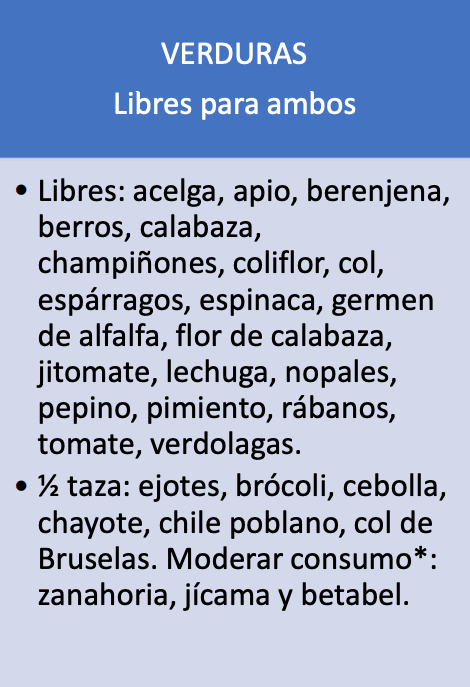 VERDURAS
Libres para ambos
• Libres: acelga, apio, berenjena,
berros, calabaza,
champiñones, coliflor, col,
espárragos, espinaca, germen
de alfalfa, flor de calabaza,
jitomate, lechuga, nopales,
pepino, pimiento, rábanos,
tomate, verdolagas.
• ½ taza: ejotes, brócoli, cebolla,
chayote, chile poblano, col de
Bruselas. Moderar consumo*:
zanahoria, jícama y betabel.